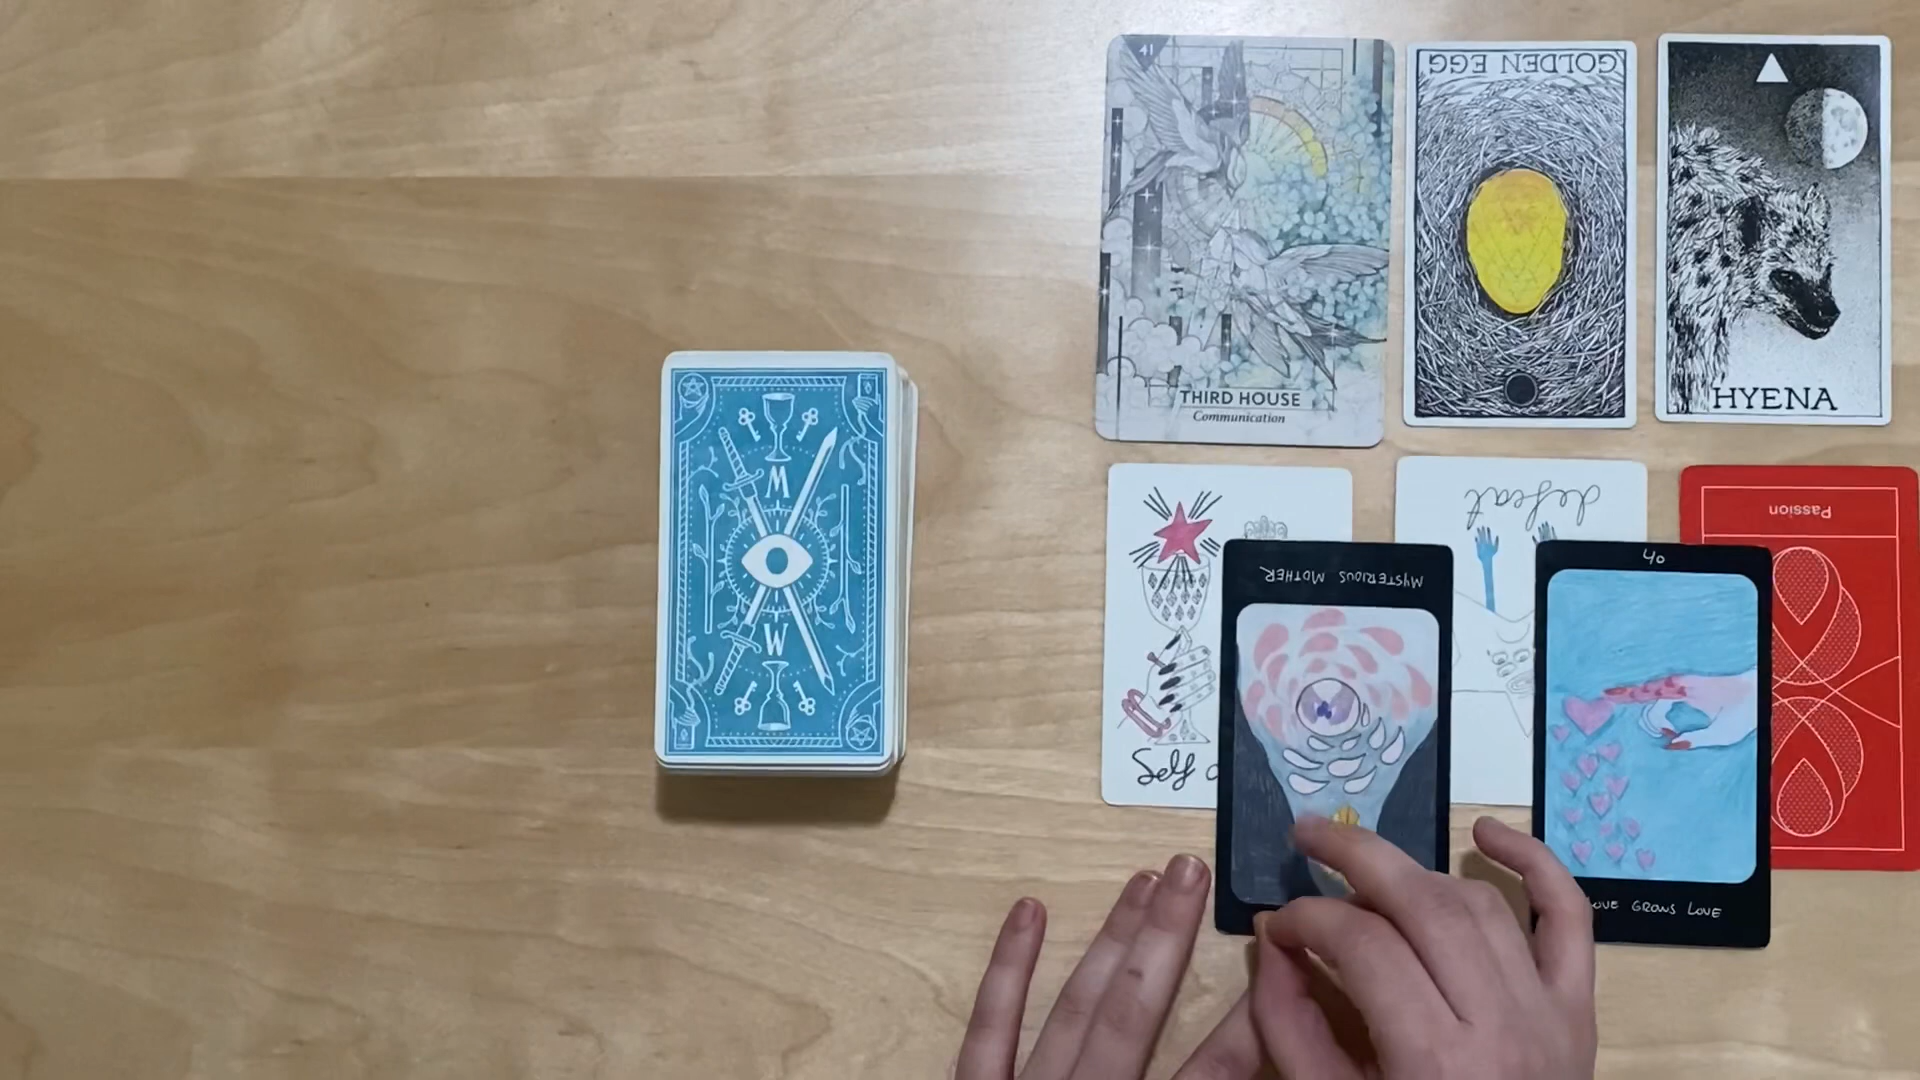 41
THIRD HOUSE
Communication
GOLDEN EGG
HYENA
M
W
Self
defeat
Passion
MYSTERIOUS MOTHER
40
LOVE GROWS LOVE